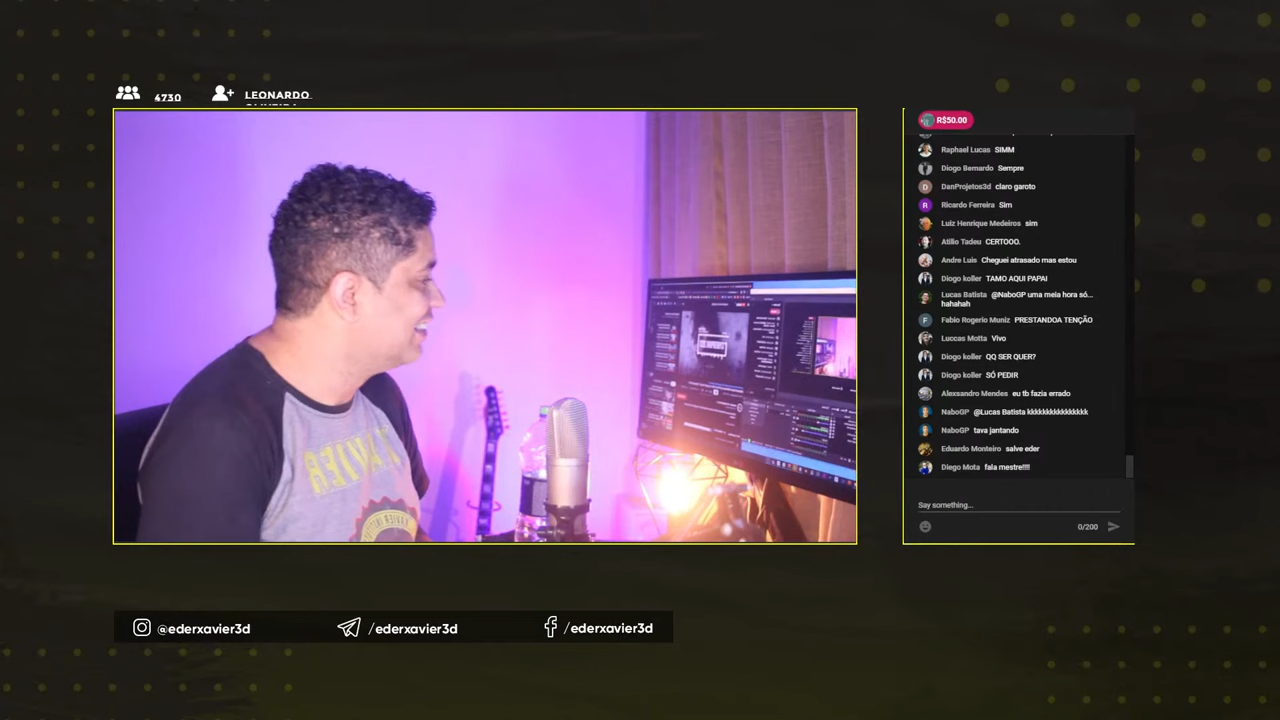 4730
LEONARDO
R$50.00
Raphael Lucas SIMM
Diogo Bernardo Sempre
DanProjetos3d claro garoto
R Ricardo Ferreira Sim
Luiz Henrique Medeiros sim
Atilio Tadeu CERTOOO.
Andre Luis Cheguei atrasado mas estou
Diogo koller TAMO AQUI PAPAI
Lucas Batista @NaboGP uma meia hora só...
hahahah
F Fabio Rogerio Muniz PRESTANDOA TENÇÃO
Luccas Motta Vivo
Diogo koller QQ SER QUER?
Diogo koller SÓ PEDIR
Alexsandro Mendes eu tb fazia errado
NaboGP @Lucas Batista kkkkkkkkkkkkkkkk
NaboGP tava jantando
Eduardo Monteiro salve eder
Diego Mota fala mestre!!!!
Say something...
0/200
@ederxavier3d
/ederxavier3d
/ederxavier3d